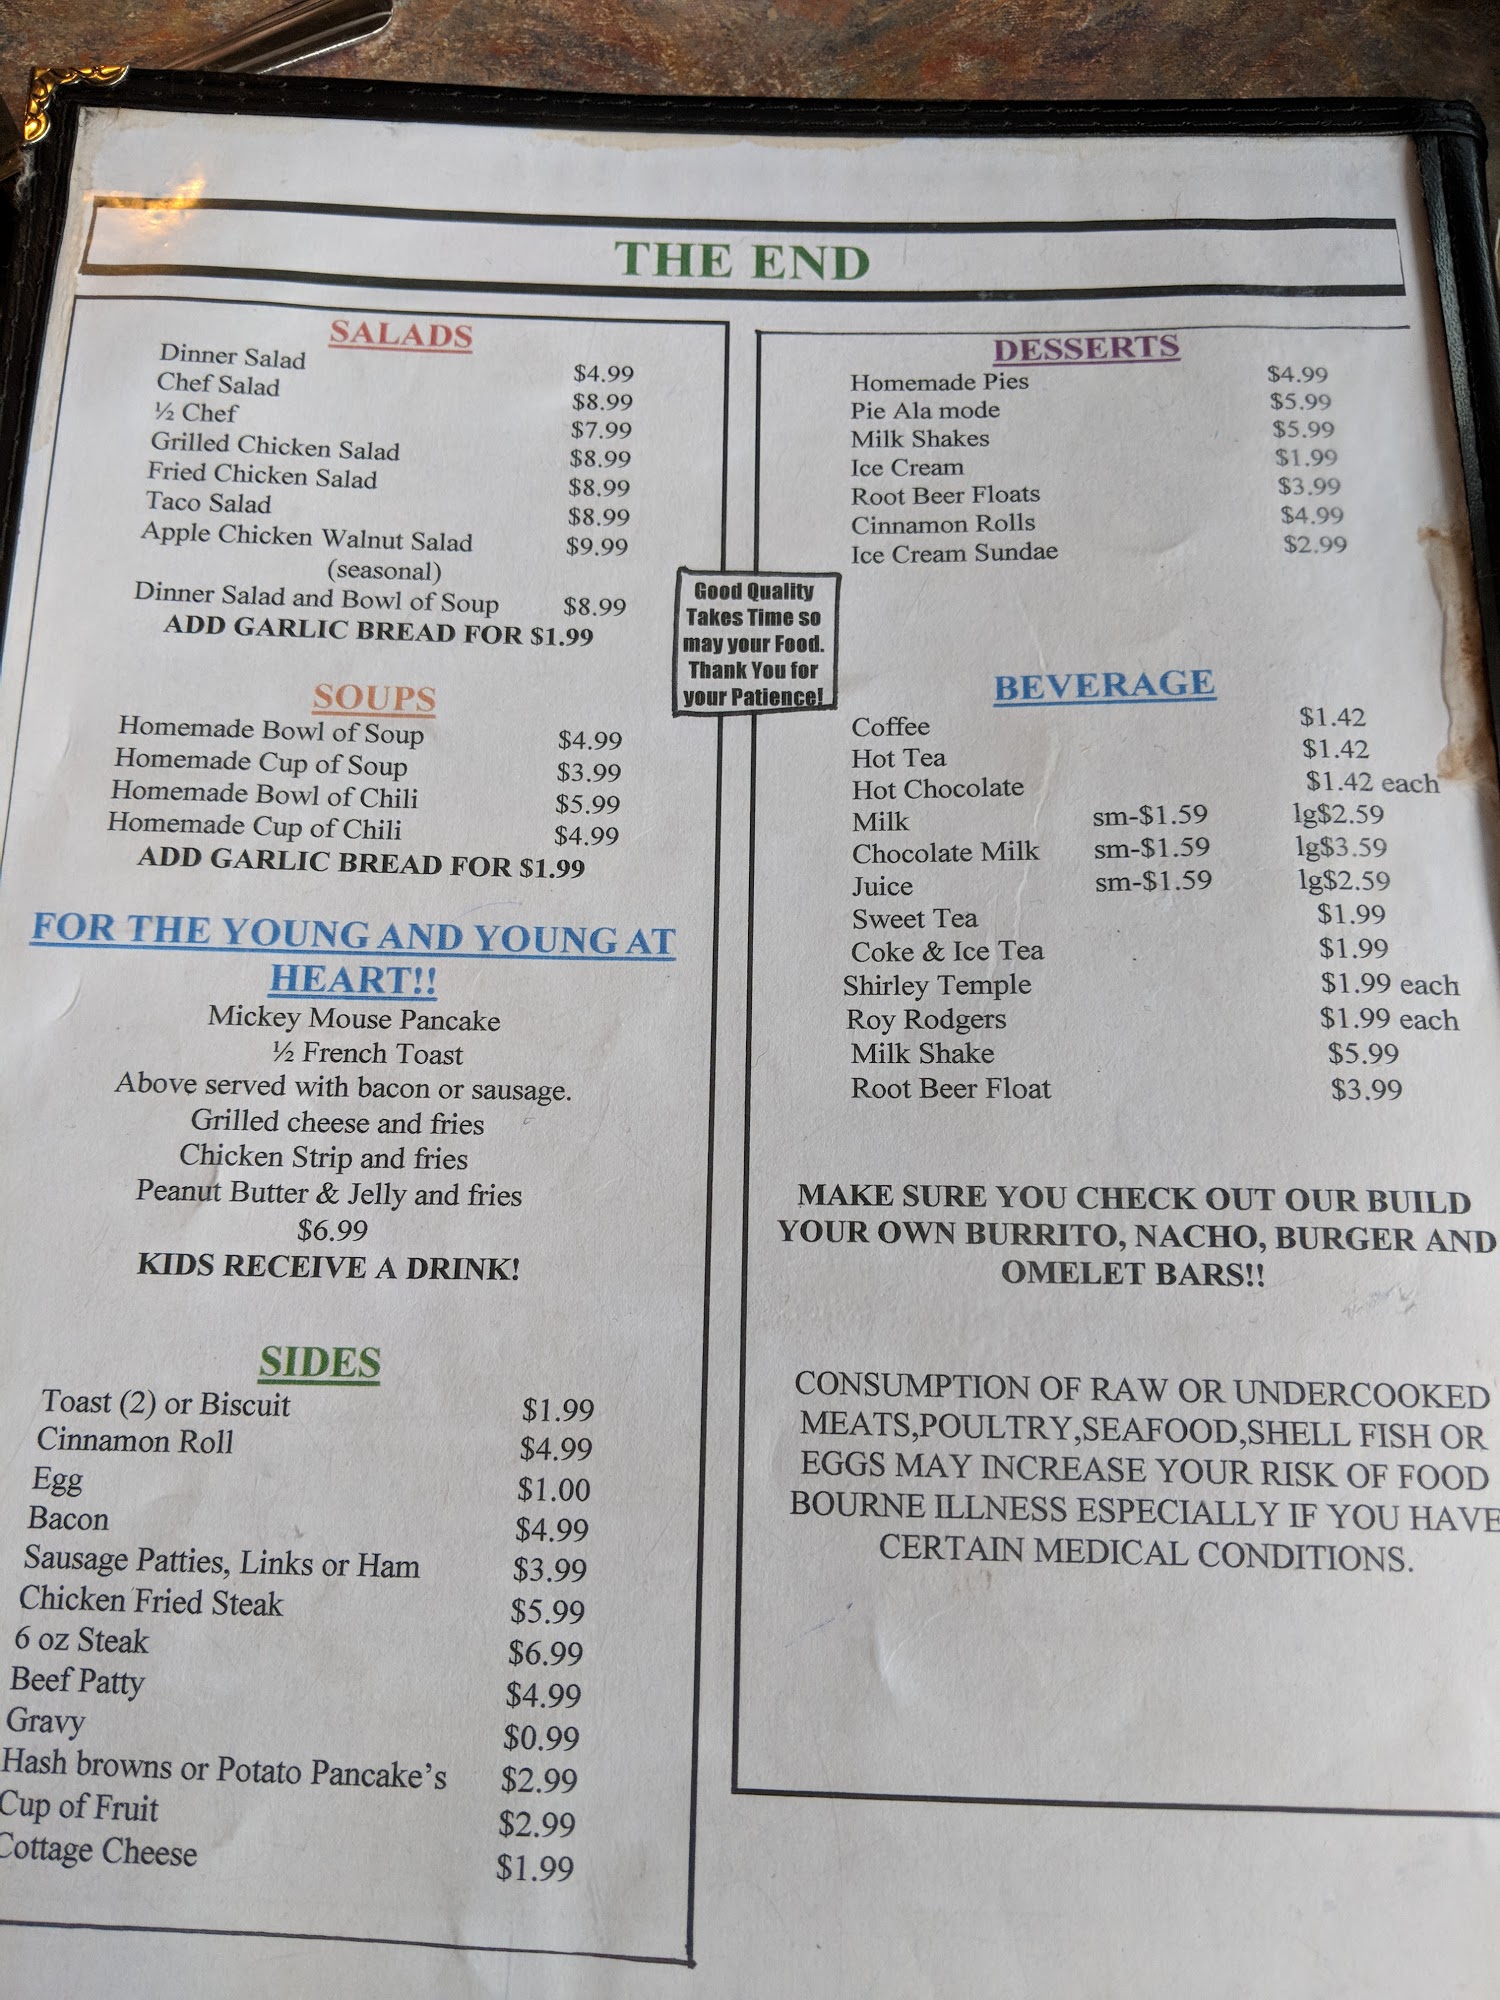 THE END
SALADS
Dinner Salad $4.99
Chef Salad $8.99
½ Chef $7.99
Grilled Chicken Salad $8.99
Fried Chicken Salad $8.99
Taco Salad $8.99
Apple Chicken Walnut Salad $9.99
(seasonal)
Dinner Salad and Bowl of Soup $8.99
ADD GARLIC BREAD FOR $1.99
SOUPS
Homemade Bowl of Soup $4.99
Homemade Cup of Soup $3.99
Homemade Bowl of Chili $5.99
Homemade Cup of Chili $4.99
ADD GARLIC BREAD FOR $1.99
FOR THE YOUNG AND YOUNG AT
HEART!!
Mickey Mouse Pancake
½ French Toast
Above served with bacon or sausage.
Grilled cheese and fries
Chicken Strip and fries
Peanut Butter & Jelly and fries
$6.99
KIDS RECEIVE A DRINK!
SIDES
Toast (2) or Biscuit $1.99
Cinnamon Roll $4.99
Egg $1.00
Bacon $4.99
Sausage Patties, Links or Ham $3.99
Chicken Fried Steak $5.99
6 oz Steak $6.99
Beef Patty $4.99
Gravy $0.99
Hash browns or Potato Pancake’s $2.99
Cup of Fruit $2.99
Cottage Cheese $1.99
Good Quality
Takes Time so
may your Food.
Thank You for
your Patience!
DESSERTS
Homemade Pies $4.99
Pie Ala mode $5.99
Milk Shakes $5.99
Ice Cream $1.99
Root Beer Floats $3.99
Cinnamon Rolls $4.99
Ice Cream Sundae $2.99
BEVERAGE
Coffee $1.42
Hot Tea $1.42
Hot Chocolate $1.42 each
Milk sm-$1.59 lg$2.59
Chocolate Milk sm-$1.59 lg$3.59
Juice sm-$1.59 lg$2.59
Sweet Tea $1.99
Coke & Ice Tea $1.99
Shirley Temple $1.99 each
Roy Rodgers $1.99 each
Milk Shake $5.99
Root Beer Float $3.99
MAKE SURE YOU CHECK OUT OUR BUILD
YOUR OWN BURRITO, NACHO, BURGER AND
OMELET BARS!!
CONSUMPTION OF RAW OR UNDERCOOKED
MEATS,POULTRY,SEAFOOD,SHELL FISH OR
EGGS MAY INCREASE YOUR RISK OF FOOD
BOURNE ILLNESS ESPECIALLY IF YOU HAVE
CERTAIN MEDICAL CONDITIONS.